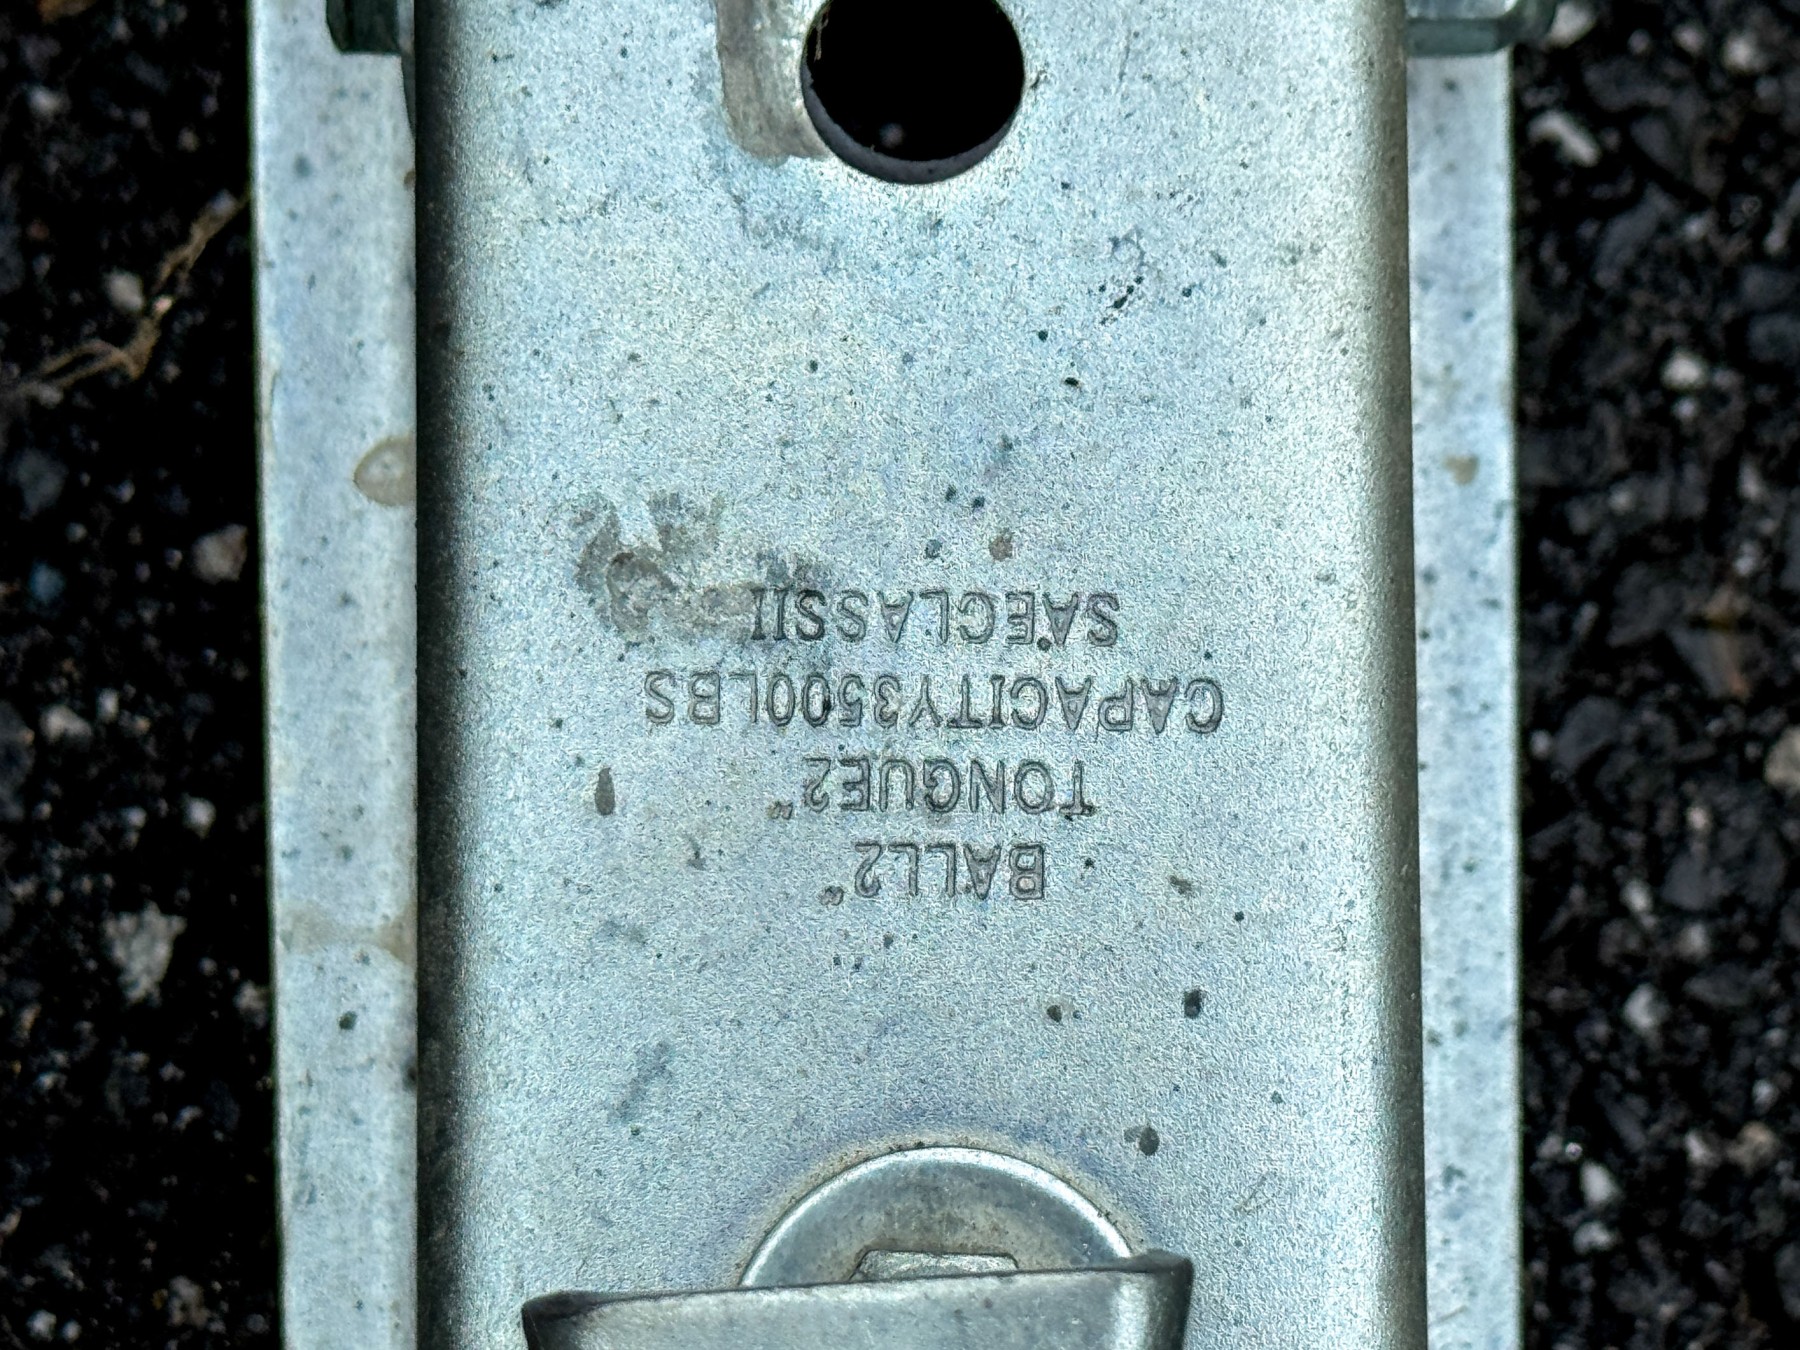 BALL2"
TONGUE2"
CAPACITY3500LBS
SAECLASSII